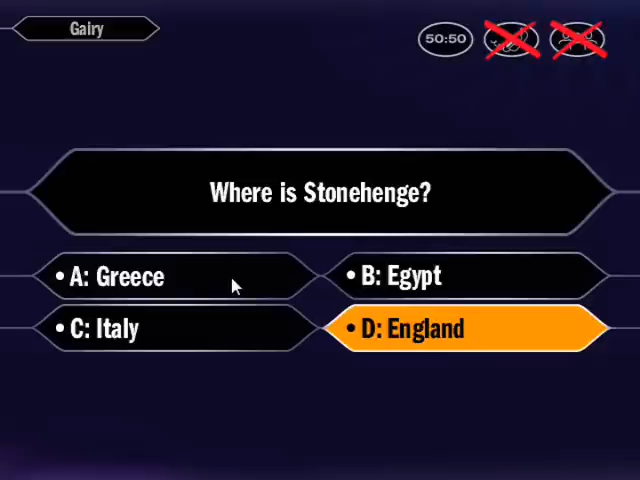 Gairy
50:50
Where is Stonehenge?
• A: Greece
• B: Egypt
• C: Italy
• D: England